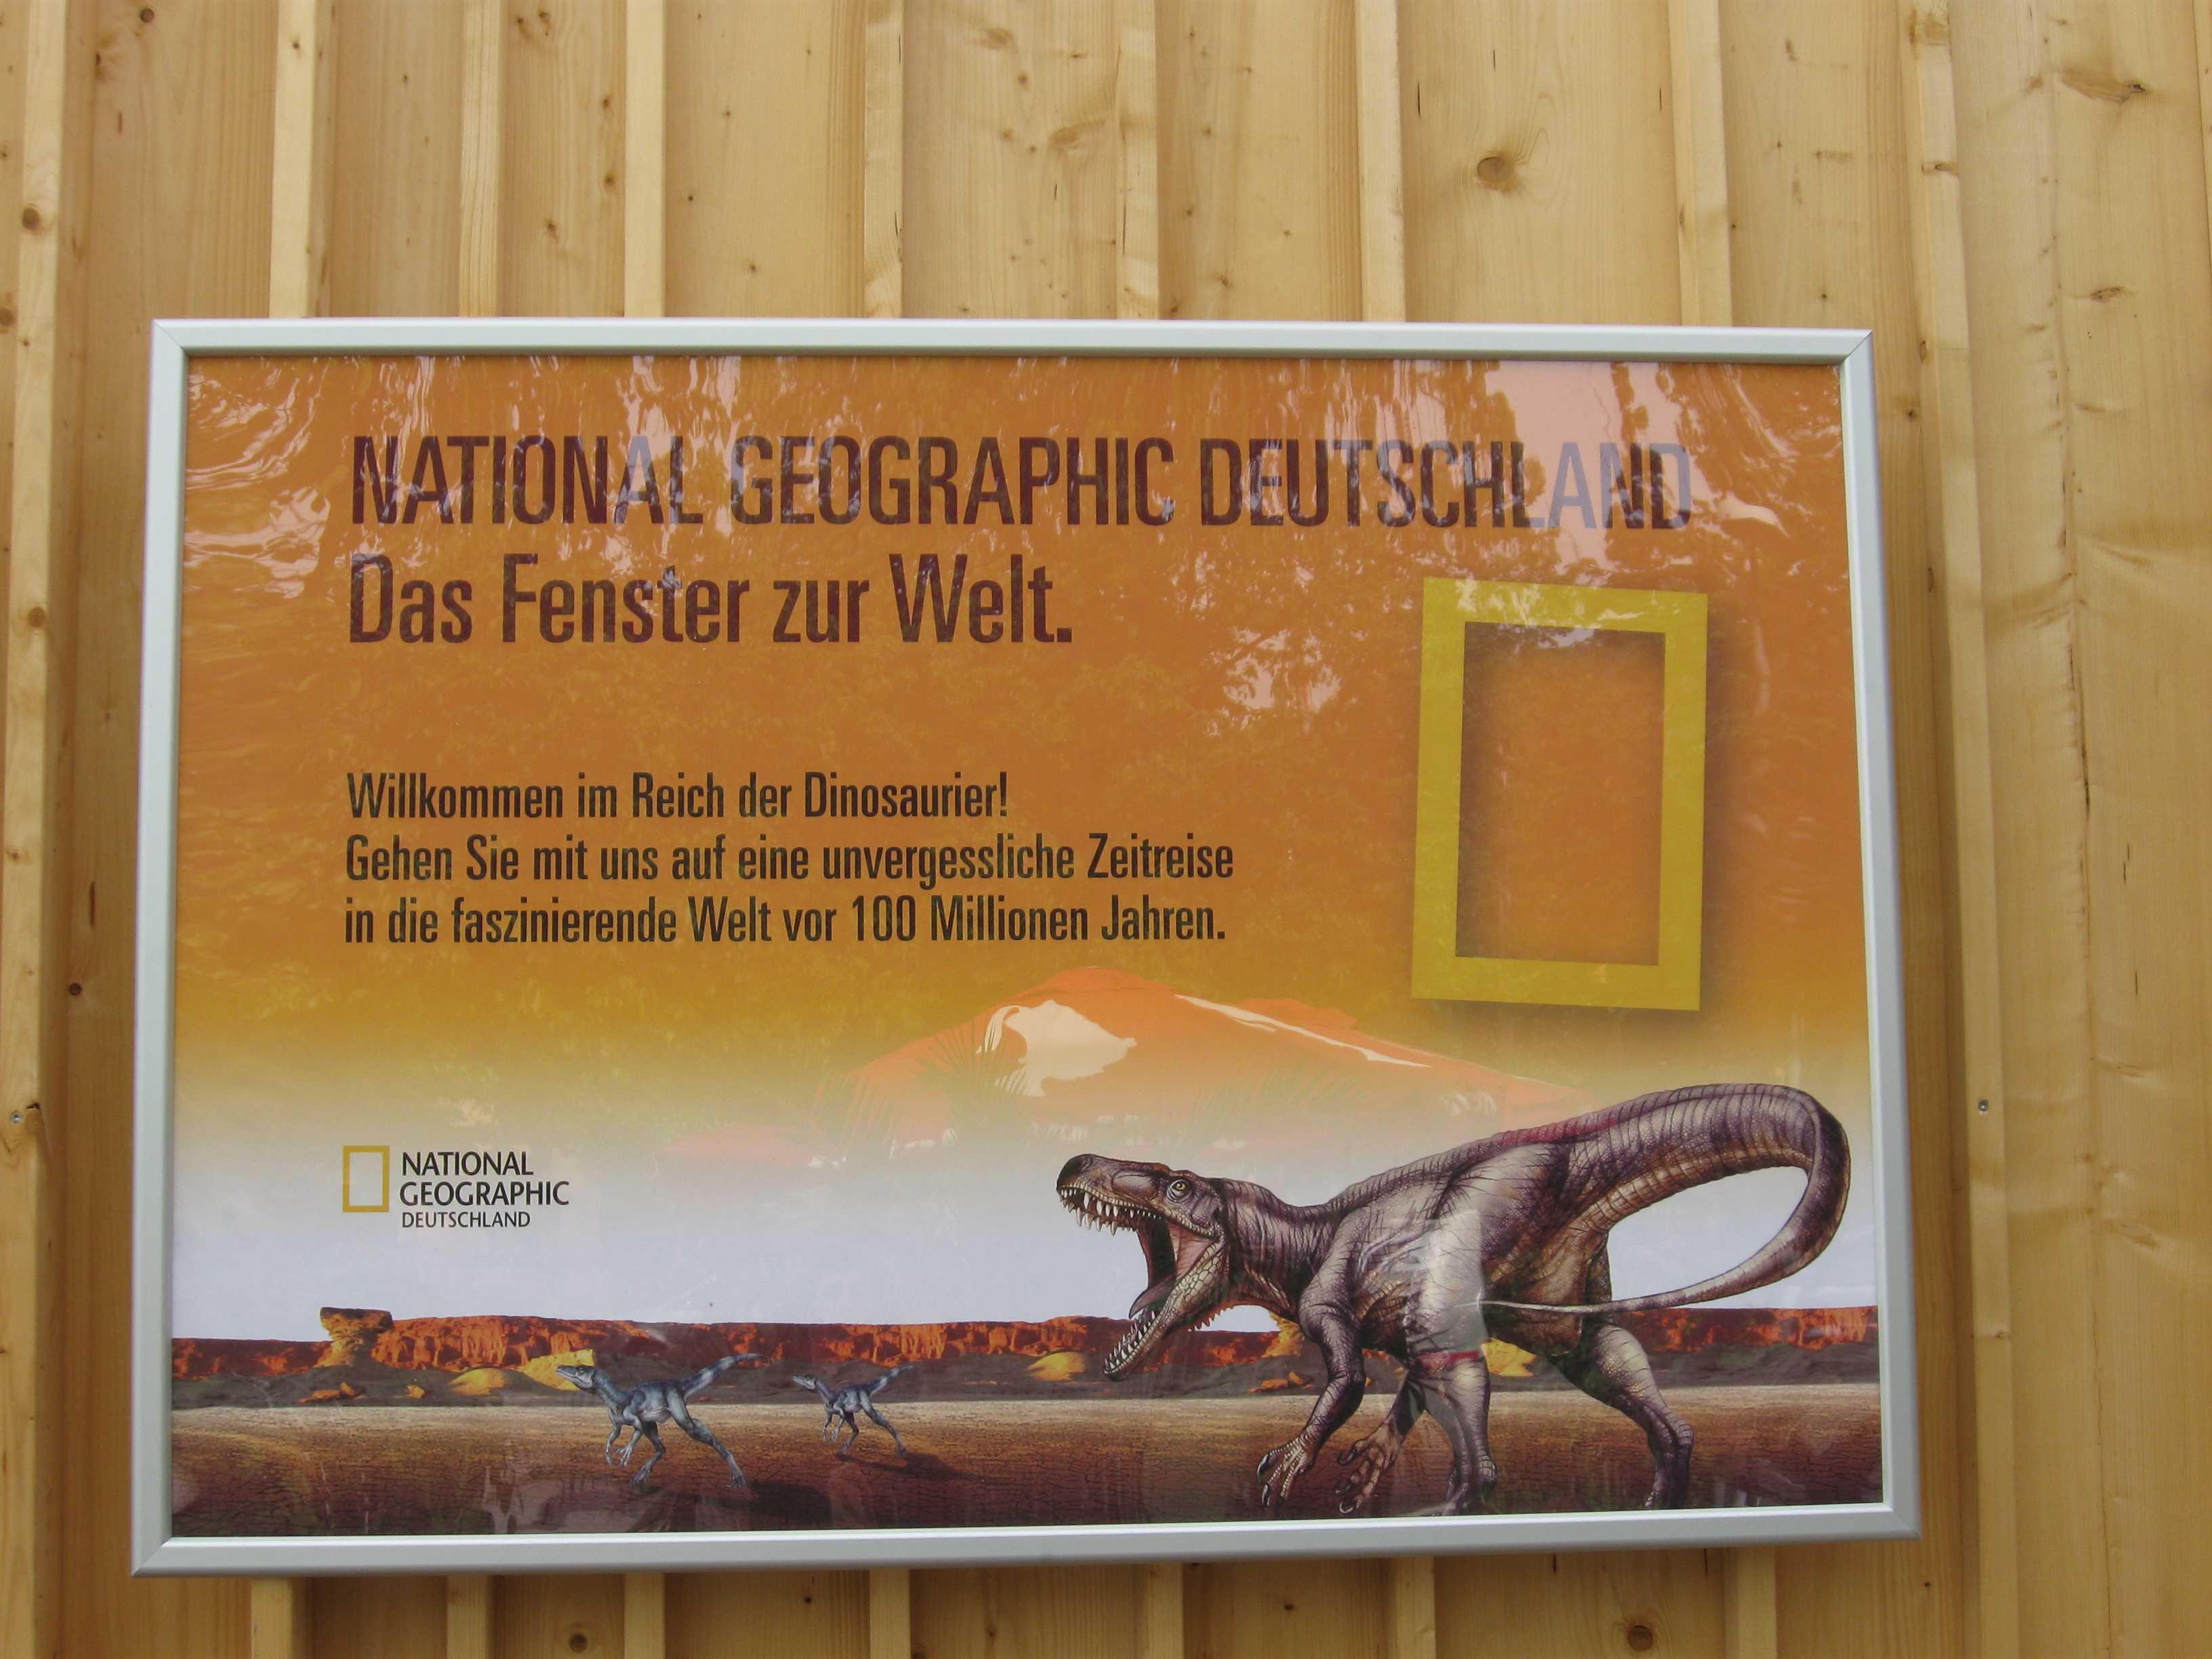 NATIONAL GEOGRAPHIC DEUTSCHLAND
Das Fenster zur Welt.
Willkommen im Reich der Dinosaurier!
Gehen Sie mit uns auf eine unvergessliche Zeitreise
in die faszinierende Welt vor 100 Millionen Jahren.
NATIONAL
GEOGRAPHIC
DEUTSCHLAND